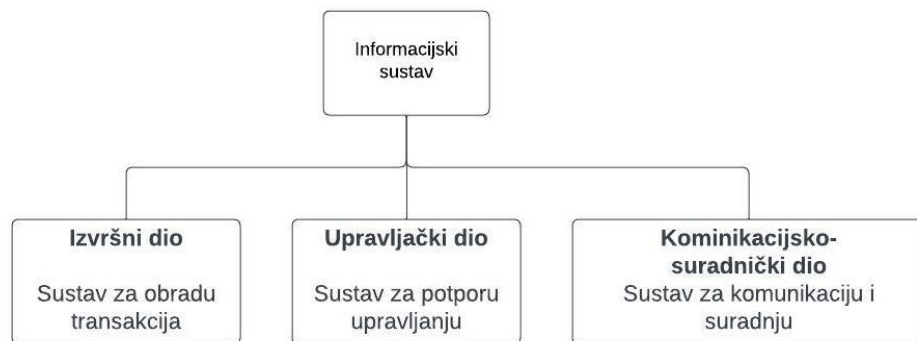 Informacijski
sustav
Izvršni dio
Sustav za obradu
transakcija
Upravljački dio
Sustav za potporu
upravljanju
Kominikacijsko-
suradnički dio
Sustav za komunikaciju i
suradnju